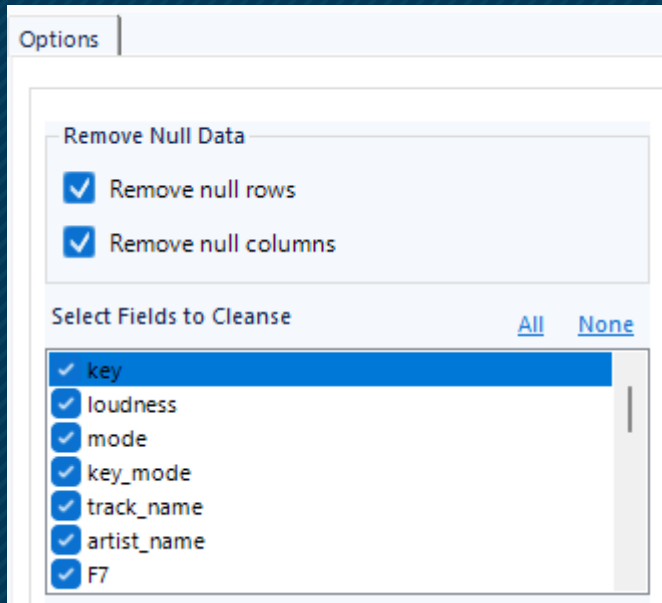 Options
Remove Null Data
Remove null rows
Remove null columns
Select Fields to Cleanse All None
key
loudness
mode
key_mode
track_name
artist_name
F7